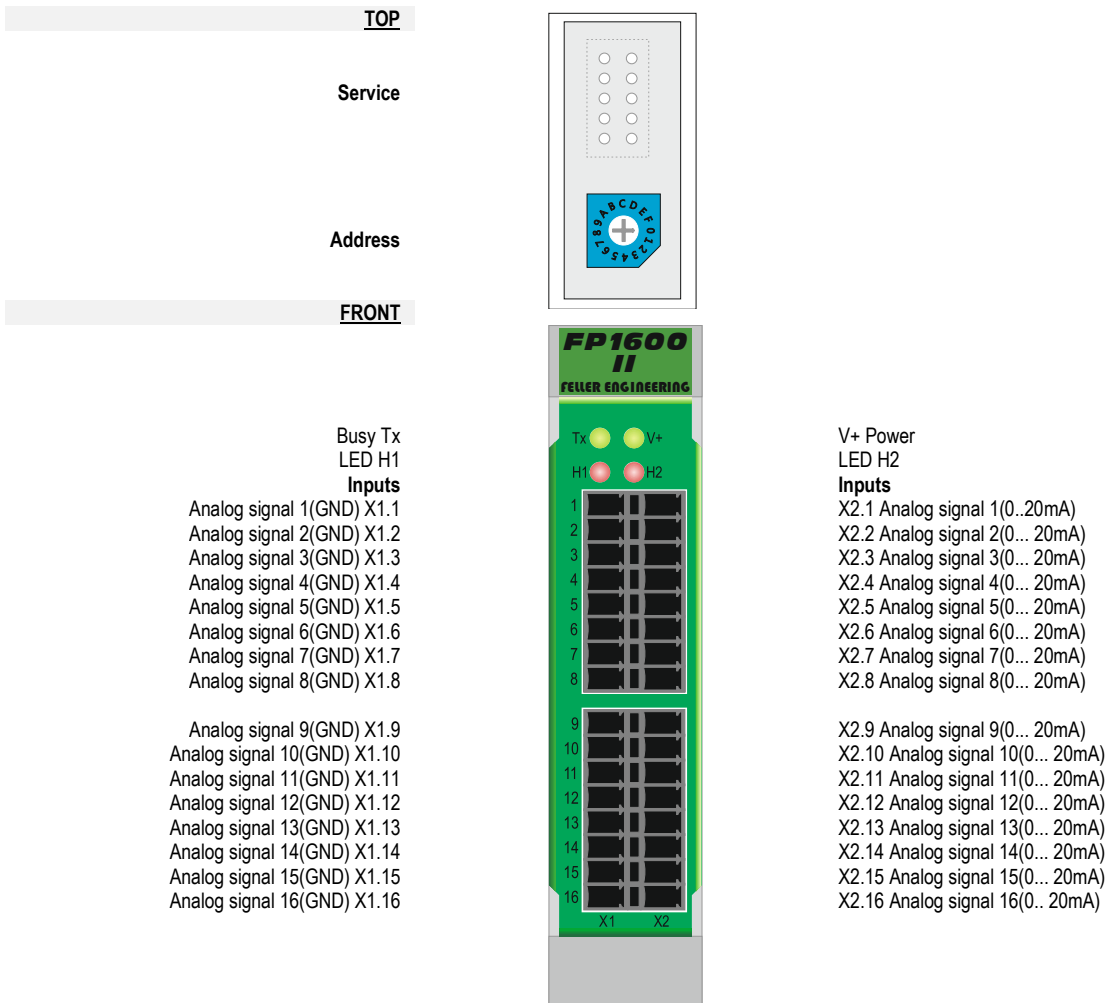 TOP
Service
9ABCDEF012345678
Address
FRONT
FP1600
II
FELLER ENGINEERING
Busy Tx
LED H1
Inputs
Analog signal 1(GND) X1.1
Analog signal 2(GND) X1.2
Analog signal 3(GND) X1.3
Analog signal 4(GND) X1.4
Analog signal 5(GND) X1.5
Analog signal 6(GND) X1.6
Analog signal 7(GND) X1.7
Analog signal 8(GND) X1.8
Analog signal 9(GND) X1.9
Analog signal 10(GND) X1.10
Analog signal 11(GND) X1.11
Analog signal 12(GND) X1.12
Analog signal 13(GND) X1.13
Analog signal 14(GND) X1.14
Analog signal 15(GND) X1.15
Analog signal 16(GND) X1.16
Tx V+
H1 H2
1
2
3
4
5
6
7
8
9
10
11
12
13
14
15
16
X1 X2
V+ Power
LED H2
Inputs
X2.1 Analog signal 1(0..20mA)
X2.2 Analog signal 2(0... 20mA)
X2.3 Analog signal 3(0... 20mA)
X2.4 Analog signal 4(0... 20mA)
X2.5 Analog signal 5(0... 20mA)
X2.6 Analog signal 6(0... 20mA)
X2.7 Analog signal 7(0... 20mA)
X2.8 Analog signal 8(0... 20mA)
X2.9 Analog signal 9(0... 20mA)
X2.10 Analog signal 10(0... 20mA)
X2.11 Analog signal 11(0... 20mA)
X2.12 Analog signal 12(0... 20mA)
X2.13 Analog signal 13(0... 20mA)
X2.14 Analog signal 14(0... 20mA)
X2.15 Analog signal 15(0... 20mA)
X2.16 Analog signal 16(0.. 20mA)